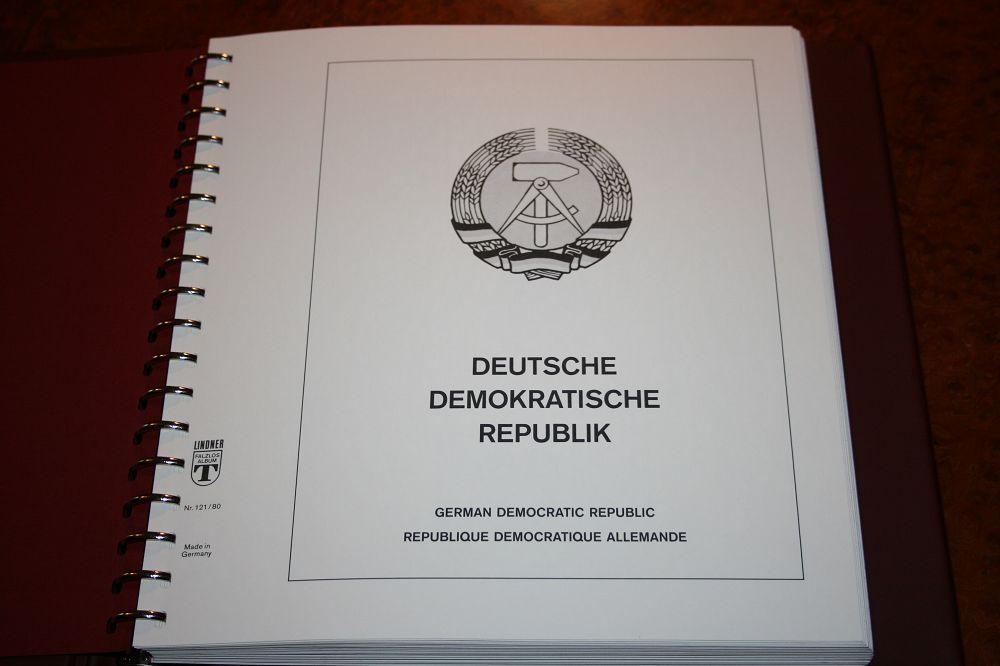 DEUTSCHE
DEMOKRATISCHE
REPUBLIK
GERMAN DEMOCRATIC REPUBLIC
REPUBLIQUE DEMOCRATIQUE ALLEMANDE
LINDNER
FALZLOS
ALBUM
T
Nr. 121/80
Made in
Germany